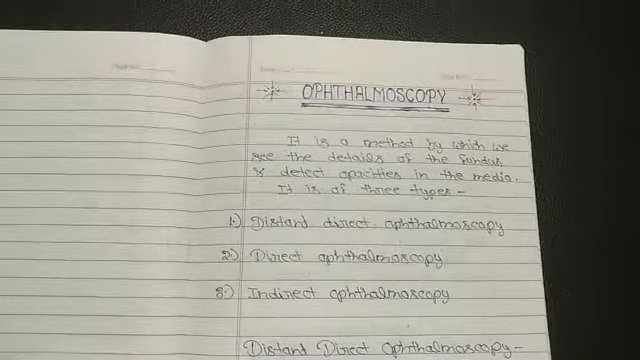 OPHTHALMOSCOPY
It is a method by which we
see the details of the fundus
& detect opacities in the media.
It is of three types -
1.) Distant direct ophthalmoscopy
2.) Direct ophthalmoscopy
3.) Indirect ophthalmoscopy
Distant Direct Ophthalmoscopy -